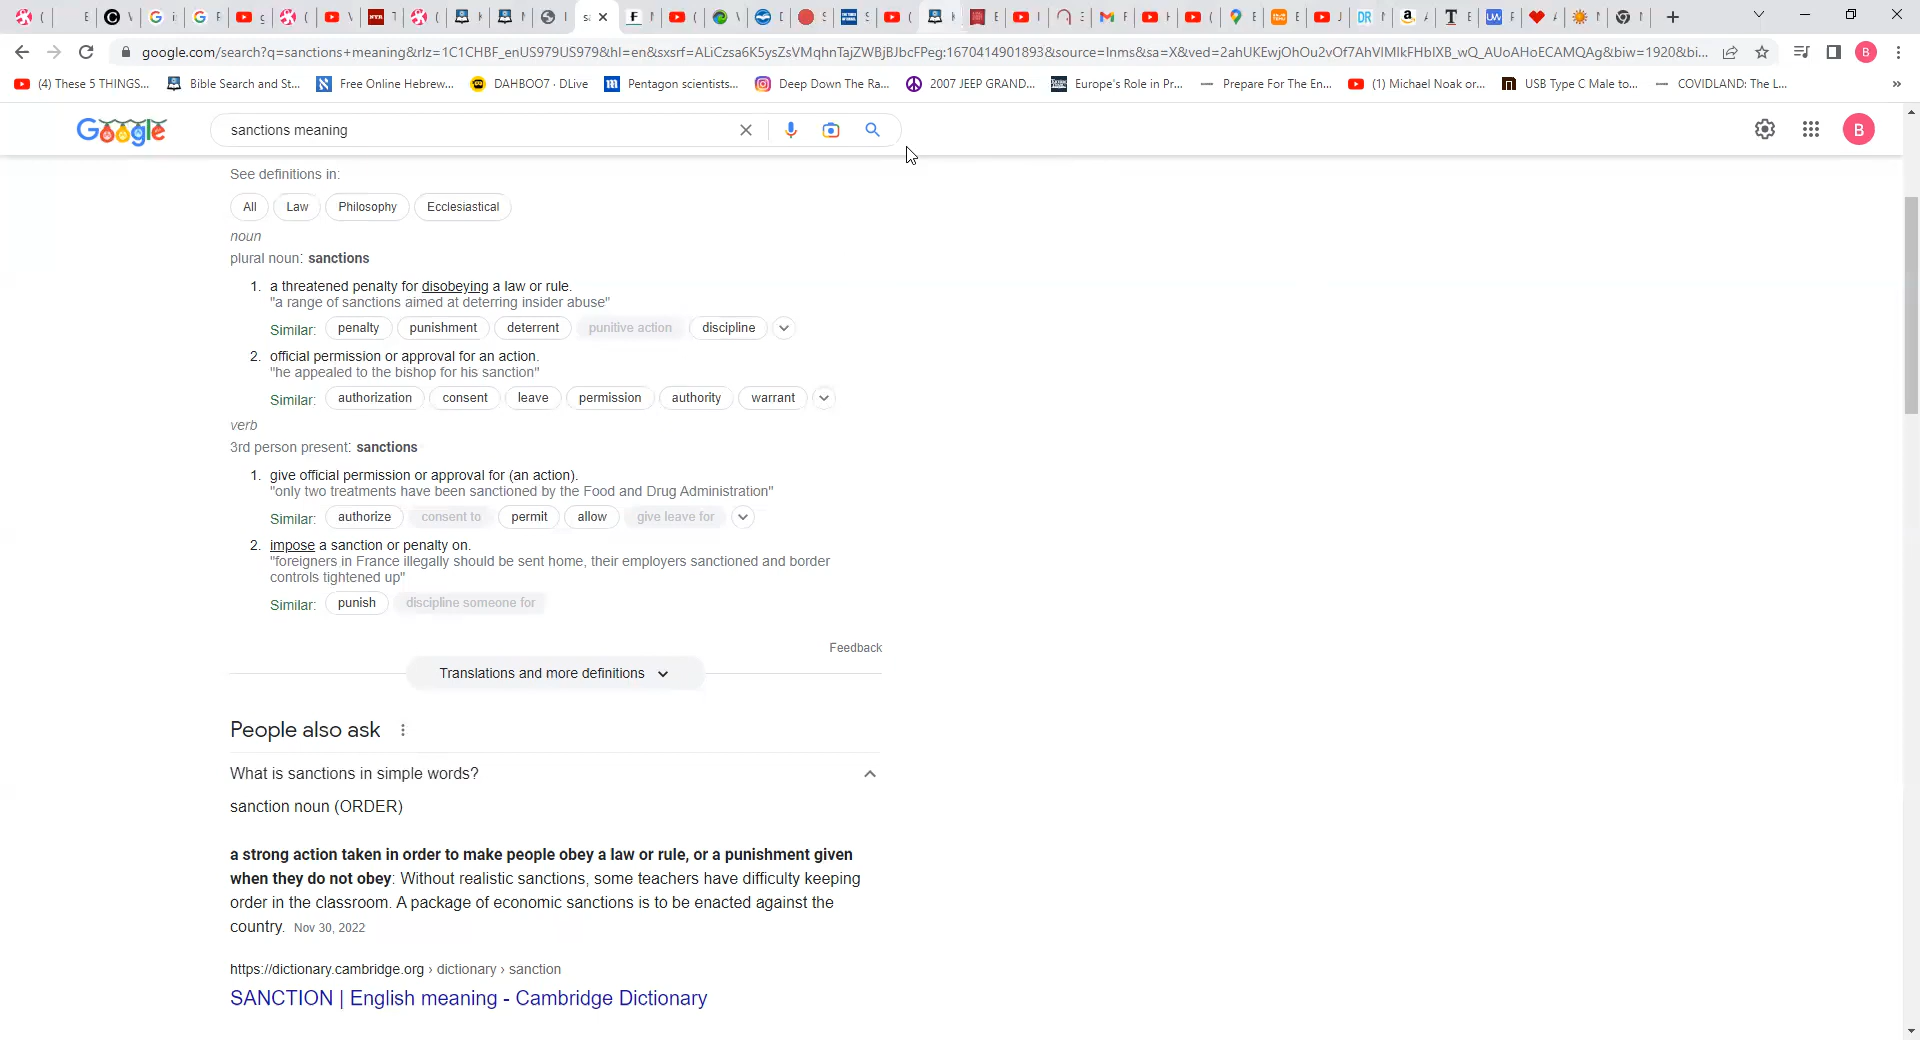 google.com/search?q=sanctions+meaning&rlz=1C1CHBF_enUS979US979&hl=en&sxsrf=ALiCzsa6K5ysZsVMqhnTajZWBjBJbcFPeg:1670414901893&source=lnms&sa=X&ved=2ahUKEwjOhOu2vOf7AhVlMIkFHbIXB_wQ_AUoAHoECAMQAg&biw=1920&bi...
B
(4) These 5 THINGS...
Bible Search and St...
Free Online Hebrew...
DAHBOO7 · DLive
Pentagon scientists...
Deep Down The Ra...
2007 JEEP GRAND...
Europe's Role in Pr...
Prepare For The En...
(1) Michael Noak or...
USB Type C Male to...
COVIDLAND: The L...
»
Google
sanctions meaning
B
See definitions in:
All Law Philosophy Ecclesiastical
noun
plural noun: sanctions
1. a threatened penalty for disobeying a law or rule.
"a range of sanctions aimed at deterring insider abuse"
Similar: penalty punishment deterrent punitive action discipline
2. official permission or approval for an action.
"he appealed to the bishop for his sanction"
Similar: authorization consent leave permission authority warrant
verb
3rd person present: sanctions
1. give official permission or approval for (an action).
"only two treatments have been sanctioned by the Food and Drug Administration"
Similar: authorize consent to permit allow give leave for
2. impose a sanction or penalty on.
"foreigners in France illegally should be sent home, their employers sanctioned and border
controls tightened up"
Similar: punish discipline someone for
Feedback
Translations and more definitions
People also ask
What is sanctions in simple words?
sanction noun (ORDER)
a strong action taken in order to make people obey a law or rule, or a punishment given
when they do not obey: Without realistic sanctions, some teachers have difficulty keeping
order in the classroom. A package of economic sanctions is to be enacted against the
country. Nov 30, 2022
https://dictionary.cambridge.org › dictionary › sanction
SANCTION | English meaning - Cambridge Dictionary